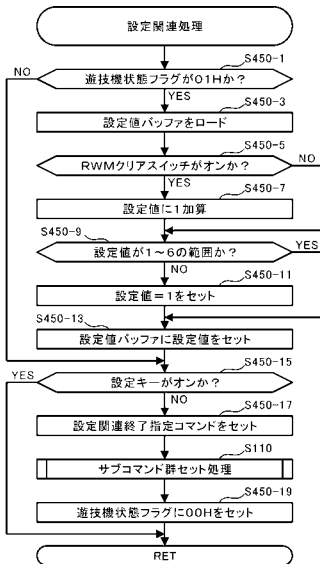 設定関連処理
S450-1
遊技機状態フラグが01Hか?
NO
YES
S450-3
設定値バッファをロード
S450-5
RWMクリアスイッチがオンか?
NO
YES
S450-7
設定値に1加算
S450-9
設定値が1~6の範囲か?
YES
NO
S450-11
設定値=1をセット
S450-13
設定値バッファに設定値をセット
S450-15
設定キーがオンか?
YES
NO
S450-17
設定関連終了指定コマンドをセット
S110
サブコマンド群セット処理
S450-19
遊技機状態フラグに00Hをセット
RET